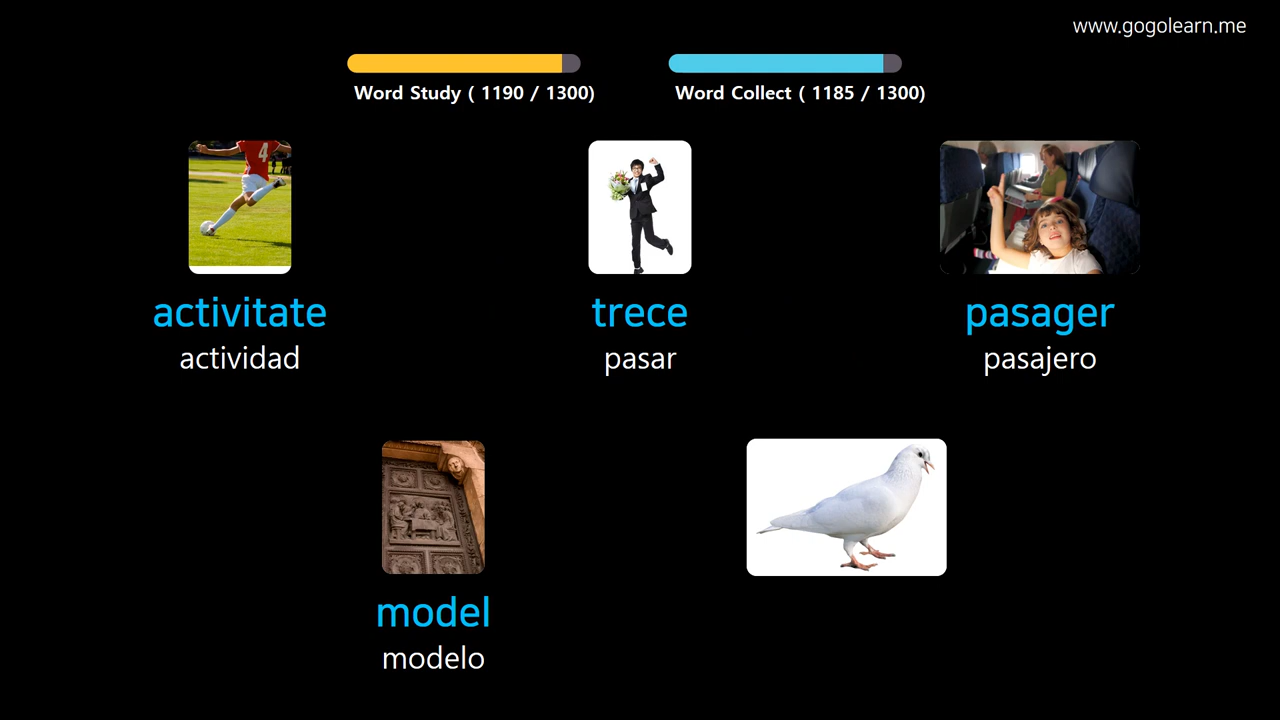 www.gogolearn.me
Word Study ( 1190 / 1300)
Word Collect ( 1185 / 1300)
4
activitate
actividad
trece
pasar
pasager
pasajero
model
modelo